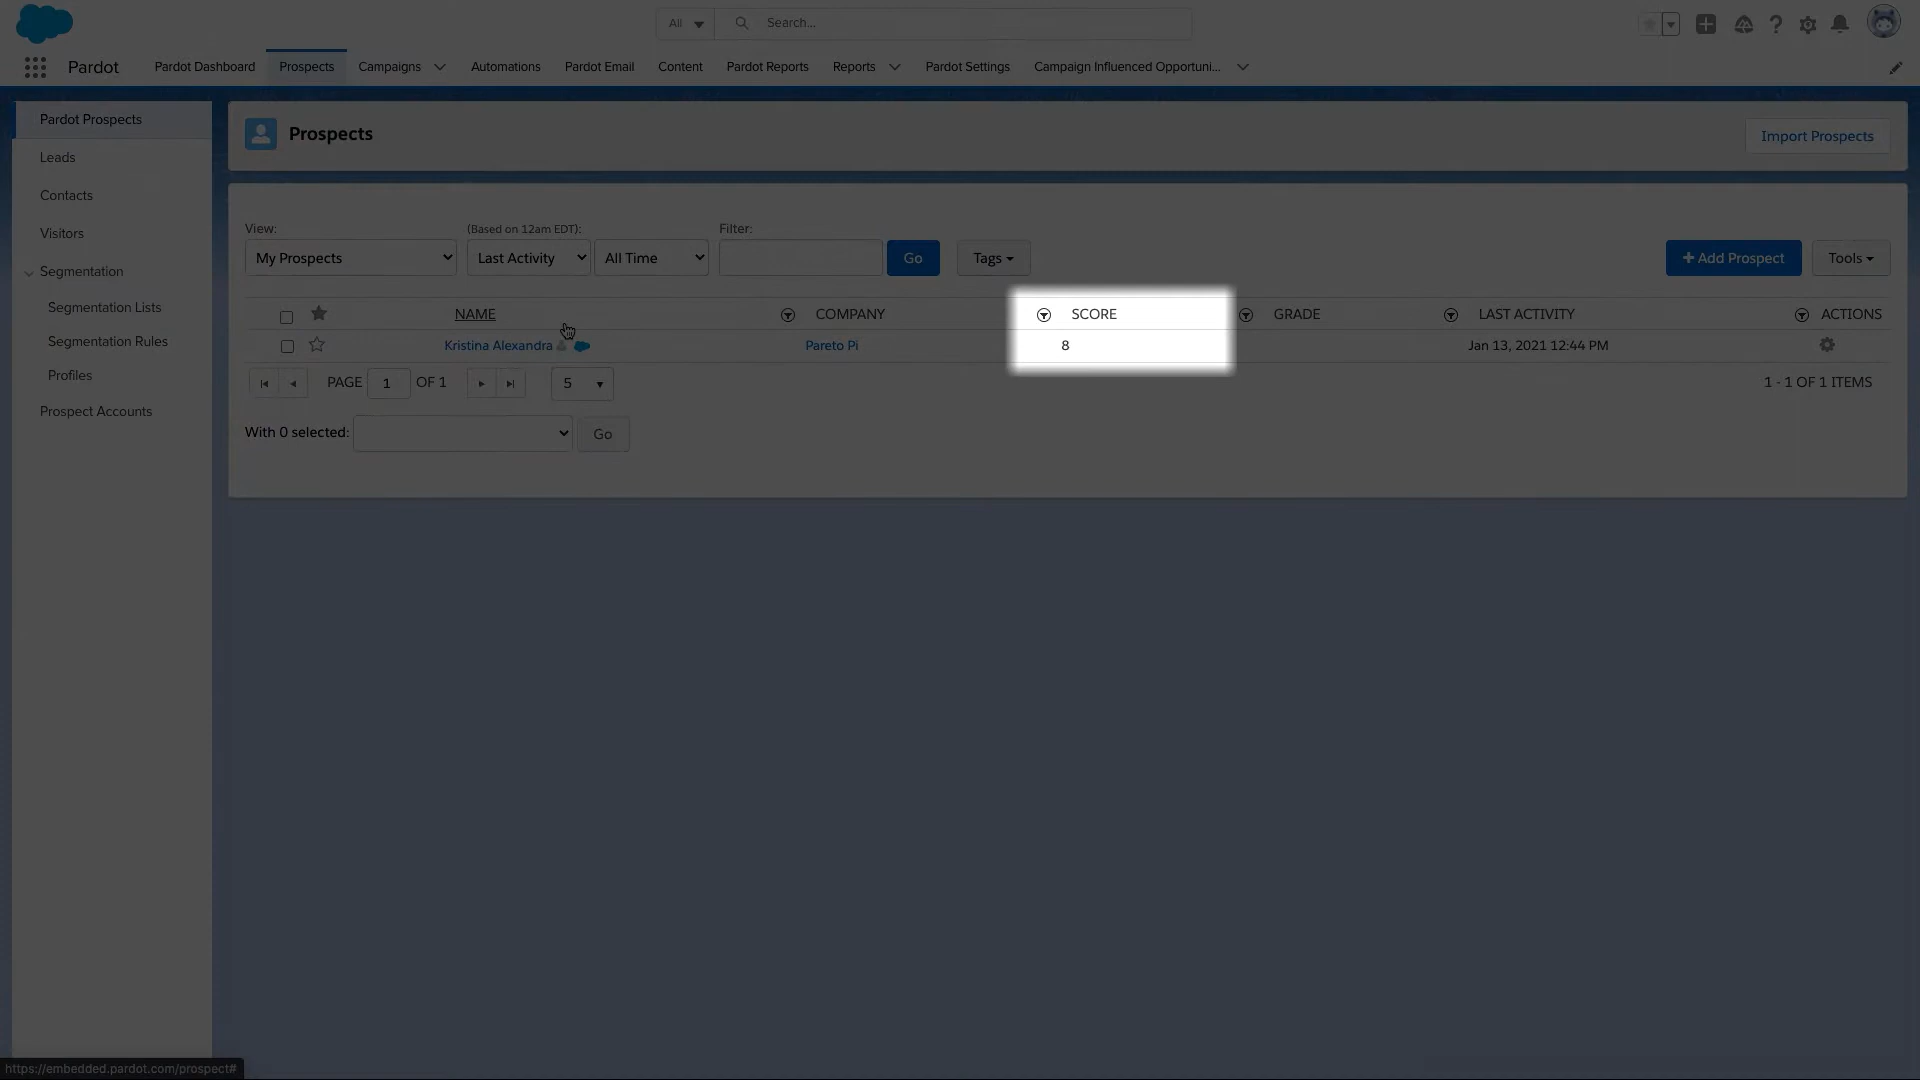 All Search...
Pardot Pardot Dashboard Prospects Campaigns Automations Pardot Email Content Pardot Reports Reports Pardot Settings Campaign Influenced Opportuni...
Pardot Prospects
Leads
Contacts
Visitors
Segmentation
Segmentation Lists
Segmentation Rules
Profiles
Prospect Accounts
Prospects Import Prospects
View: (Based on 12am EDT): Filter:
My Prospects Last Activity All Time Go Tags + Add Prospect Tools
NAME COMPANY SCORE GRADE LAST ACTIVITY ACTIONS
Kristina Alexandra Pareto Pi 8 Jan 13, 2021 12:44 PM
PAGE 1 OF 1 5 1 - 1 OF 1 ITEMS
With 0 selected: Go
https://embedded.pardot.com/prospect#